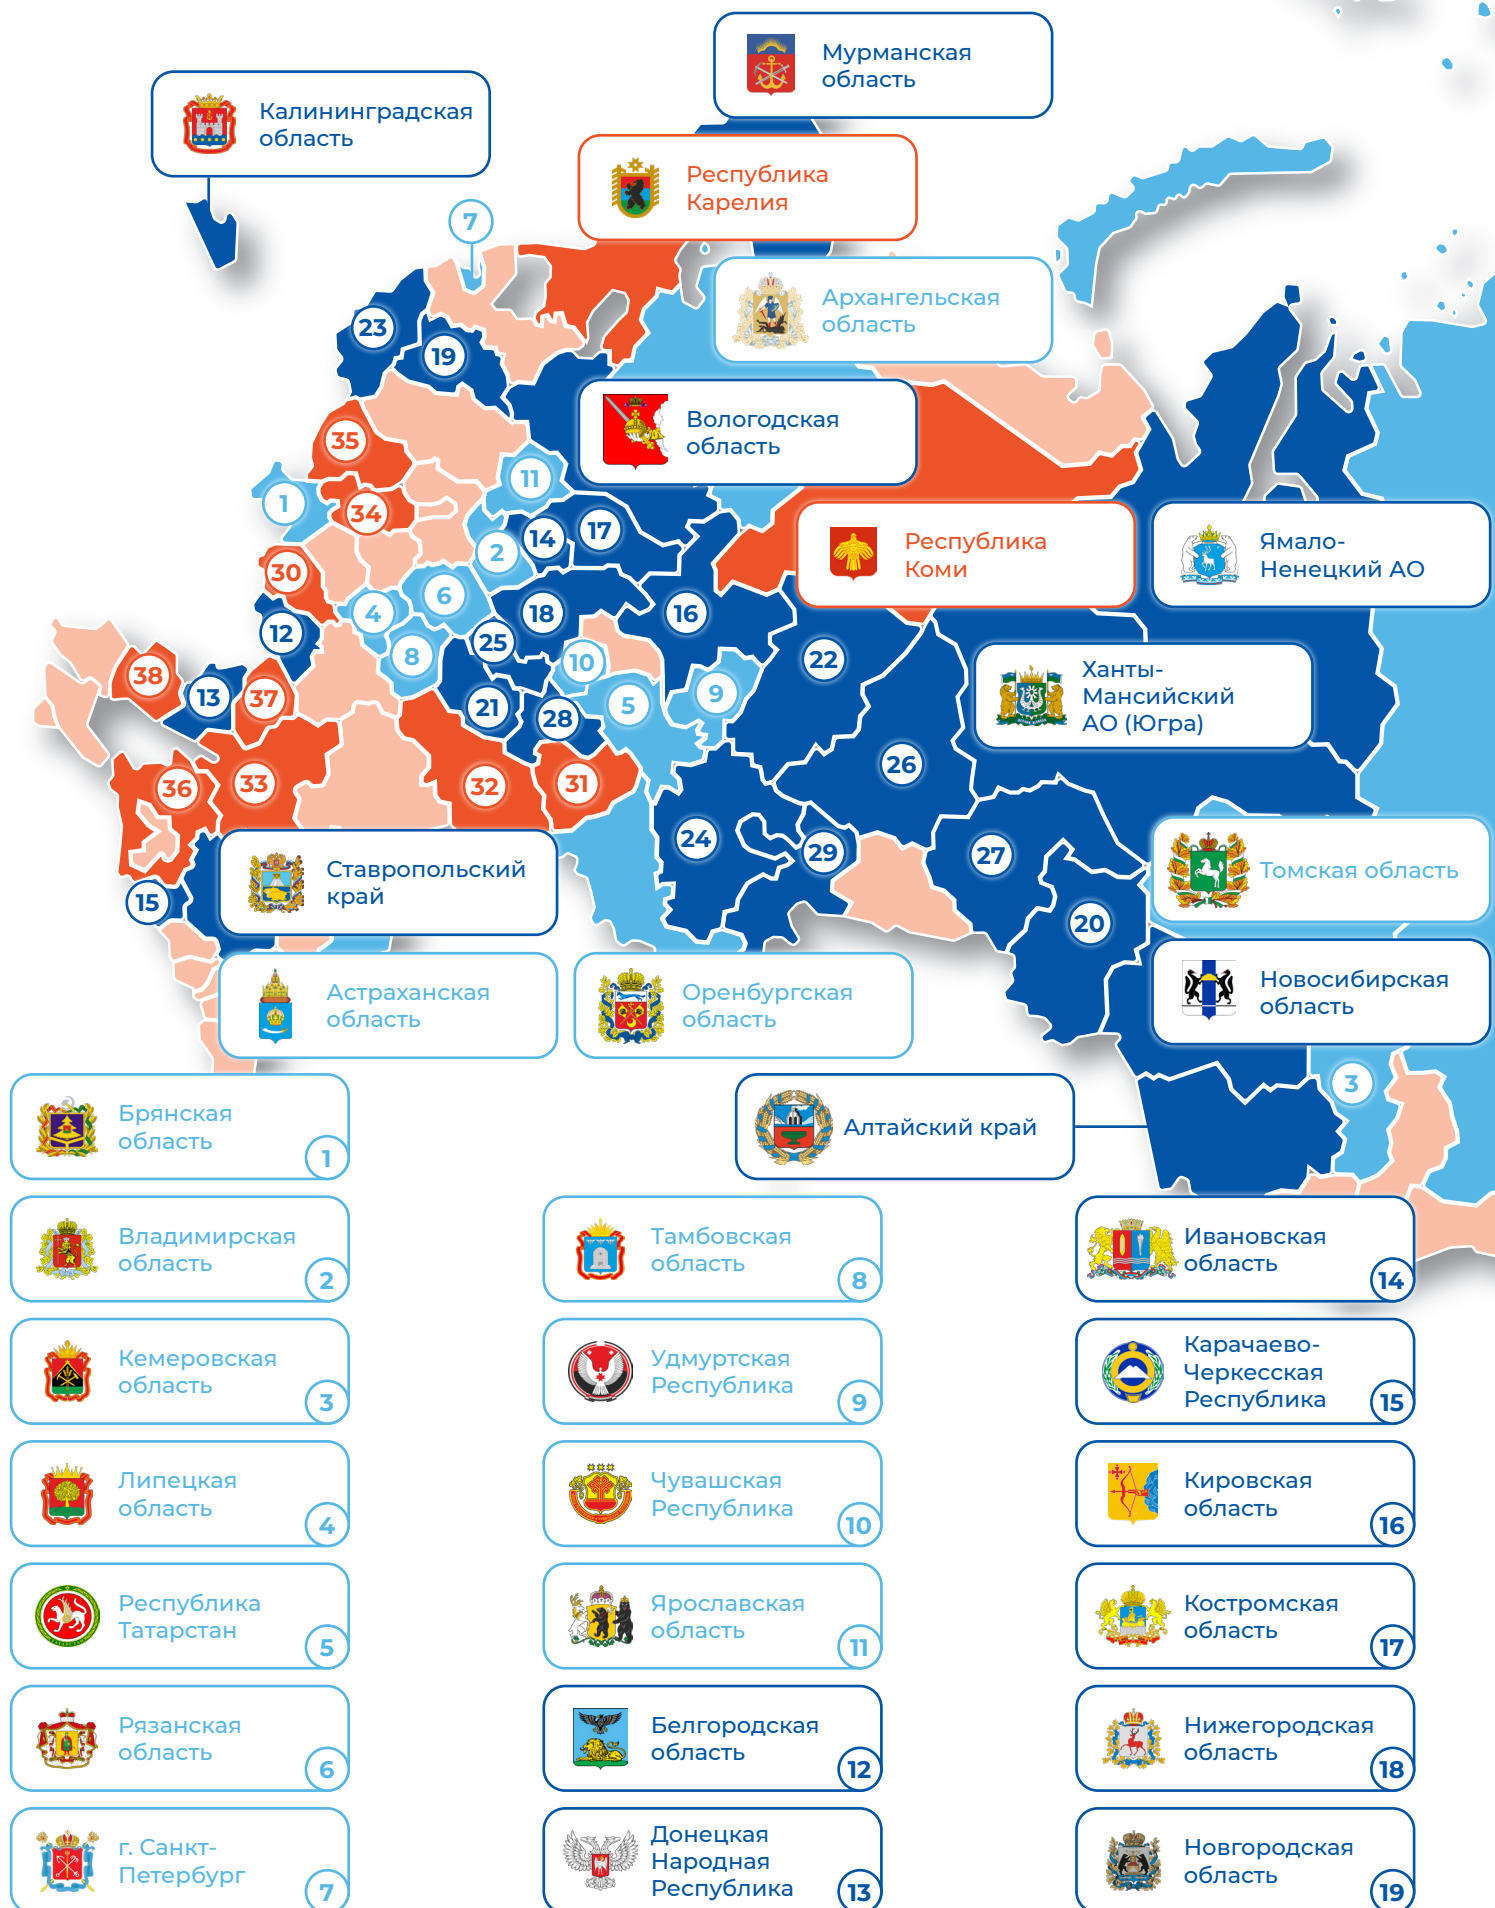 Мурманская
область
Калининградская
область
Республика
Карелия
7
Архангельская
область
23
19
Вологодская
область
35
11
1
34
14
17
2
Республика
Коми
Ямало-
Ненецкий АО
30
6
4
18
16
12
25
8
10
22
Ханты-
Мансийский
АО (Югра)
38
13
37
9
21
5
28
26
36
33
32
31
24
29
27
Ставропольский
край
Томская область
15
20
Астраханская
область
Оренбургская
область
Новосибирская
область
3
Брянская
область
1
Алтайский край
Владимирская
область
2
Тамбовская
область
8
Ивановская
область
14
Кемеровская
область
3
Удмуртская
Республика
9
Карачаево-
Черкесская
Республика
15
Липецкая
область
4
Чувашская
Республика
10
Кировская
область
16
Республика
Татарстан
5
Ярославская
область
11
Костромская
область
17
Рязанская
область
6
Белгородская
область
12
Нижегородская
область
18
г. Санкт-
Петербург
7
Донецкая
Народная
Республика
13
Новгородская
область
19